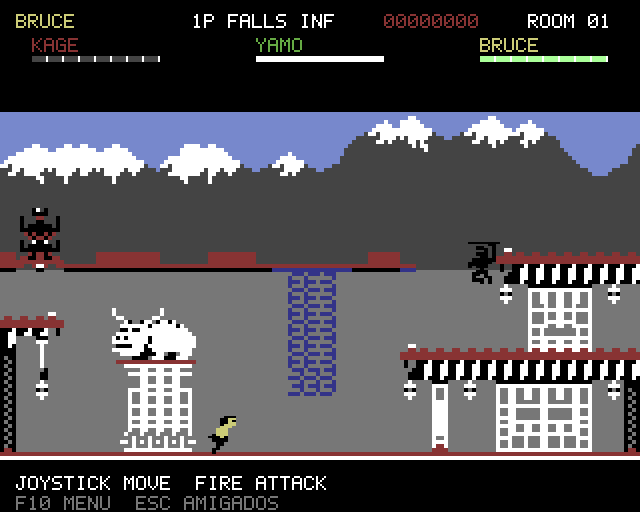 BRUCE 1P FALLS INF 00000000 ROOM 01
KAGE YAMO BRUCE
JOYSTICK MOVE FIRE ATTACK
F10 MENU ESC AMIGADOS